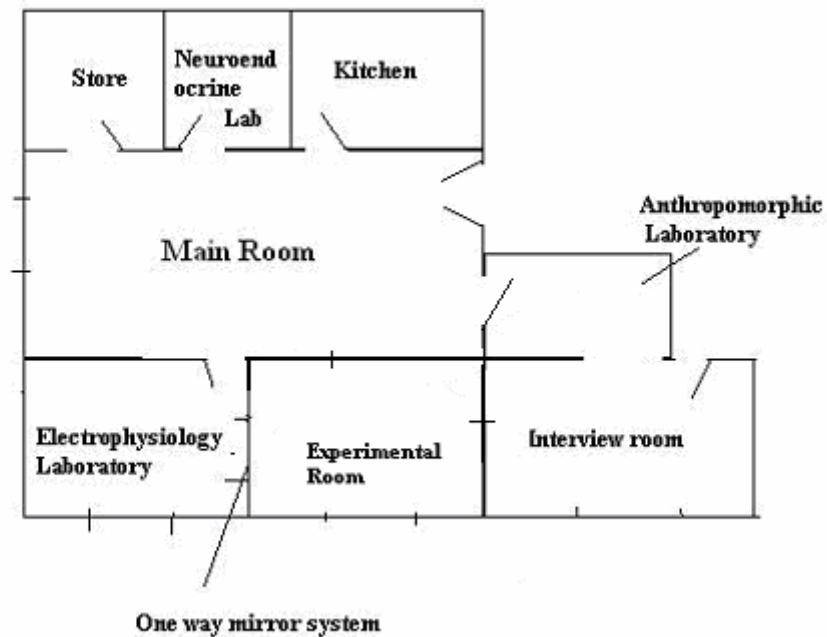 Store
Neuroend
ocrine
Lab
Kitchen
Main Room
Anthropomorphic
Laboratory
Electrophysiology
Laboratory
Experimental
Room
Interview room
One way mirror system